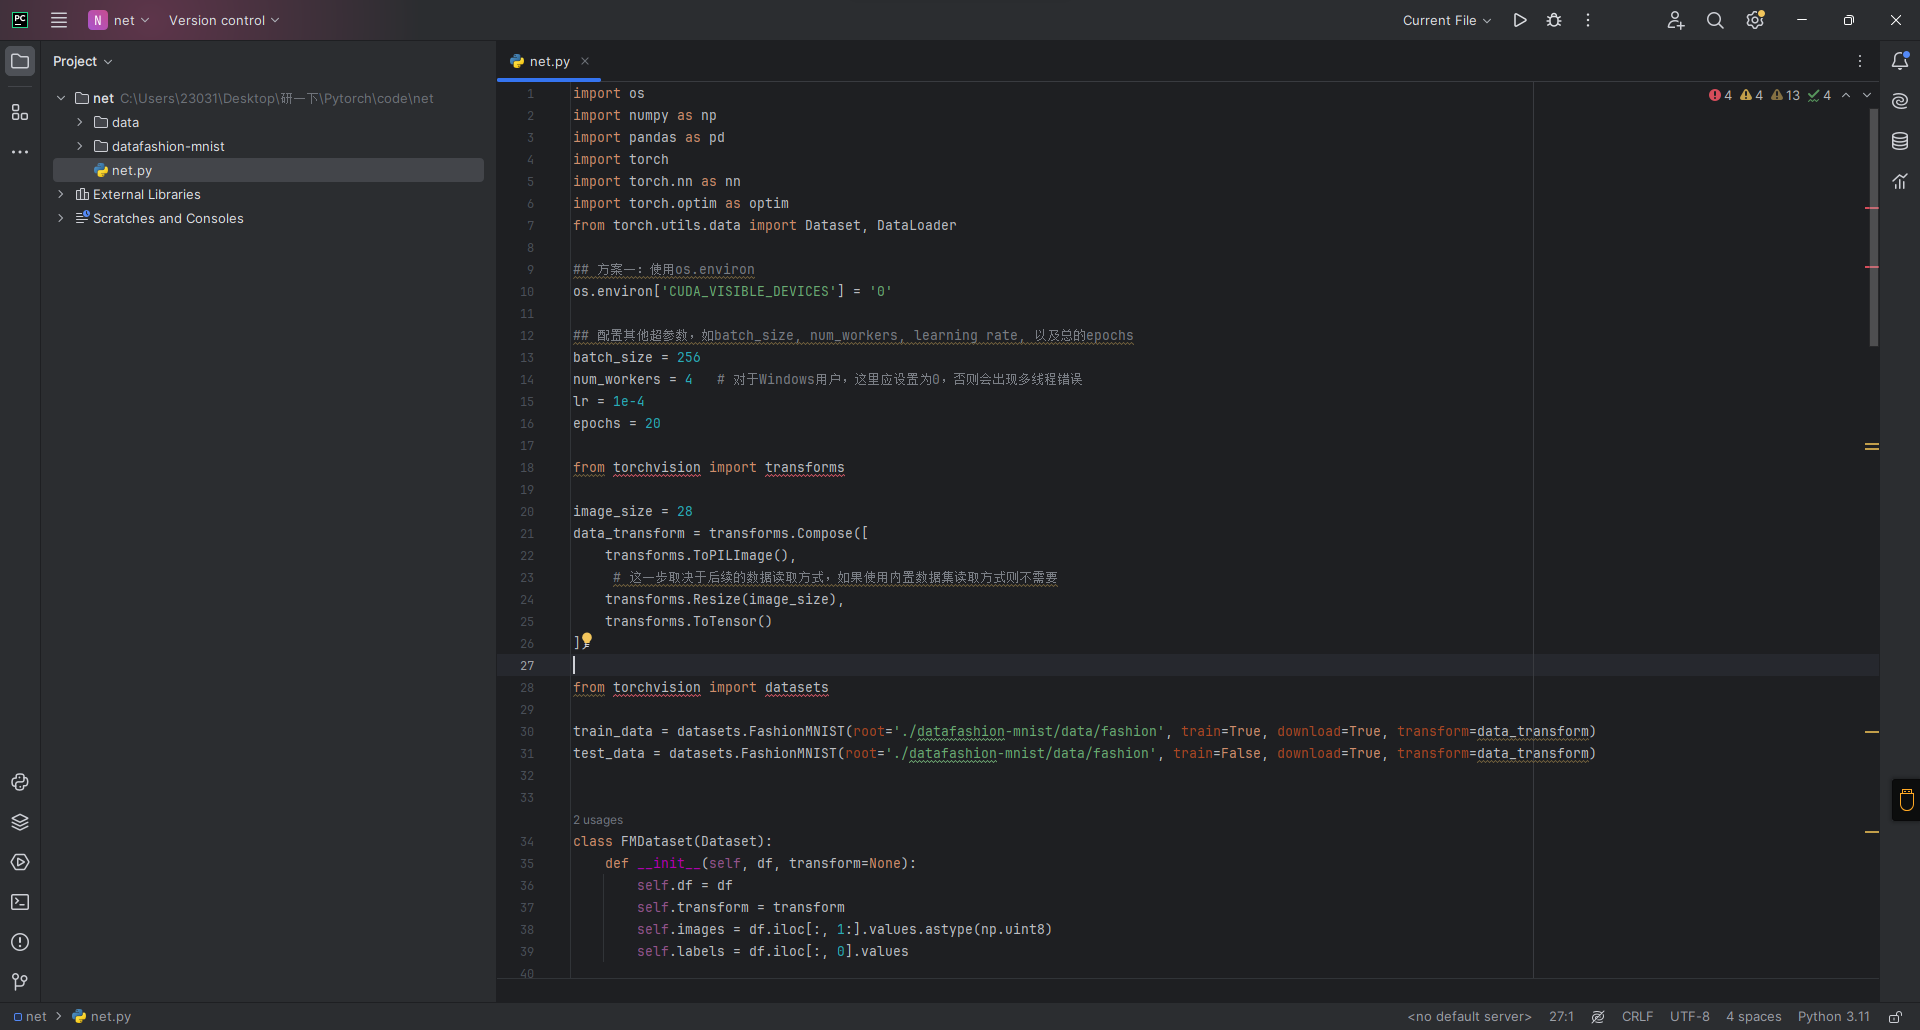 PC
N net
Version control
Current File
Project
net.py
net C:\Users\23031\Desktop\研一下\Pytorch\code\net
data
datafashion-mnist
net.py
External Libraries
Scratches and Consoles
4 4 13 4
1 import os
2 import numpy as np
3 import pandas as pd
4 import torch
5 import torch.nn as nn
6 import torch.optim as optim
7 from torch.utils.data import Dataset, DataLoader
8
9 ## 方案一：使用os.environ
10 os.environ['CUDA_VISIBLE_DEVICES'] = '0'
11
12 ## 配置其他超参数，如batch_size, num_workers, learning rate, 以及总的epochs
13 batch_size = 256
14 num_workers = 4   # 对于Windows用户，这里应设置为0，否则会出现多线程错误
15 lr = 1e-4
16 epochs = 20
17
18 from torchvision import transforms
19
20 image_size = 28
21 data_transform = transforms.Compose([
22     transforms.ToPILImage(),
23      # 这一步取决于后续的数据读取方式，如果使用内置数据集读取方式则不需要
24     transforms.Resize(image_size),
25     transforms.ToTensor()
26 ])
27
28 from torchvision import datasets
29
30 train_data = datasets.FashionMNIST(root='./datafashion-mnist/data/fashion', train=True, download=True, transform=data_transform)
31 test_data = datasets.FashionMNIST(root='./datafashion-mnist/data/fashion', train=False, download=True, transform=data_transform)
32
33
2 usages
34 class FMDataset(Dataset):
35     def __init__(self, df, transform=None):
36         self.df = df
37         self.transform = transform
38         self.images = df.iloc[:, 1:].values.astype(np.uint8)
39         self.labels = df.iloc[:, 0].values
40
net > net.py
<no default server> 27:1 CRLF UTF-8 4 spaces Python 3.11